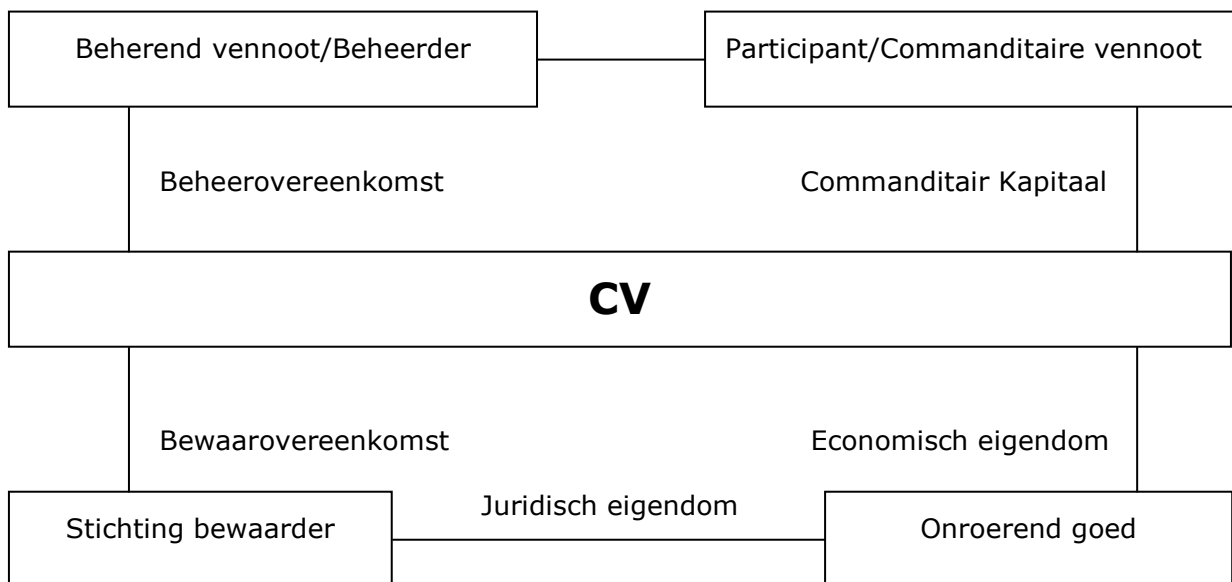 Beherend vennoot/Beheerder
Participant/Commanditaire vennoot
Beheerovereenkomst
Commanditair Kapitaal
CV
Bewaarovereenkomst
Economisch eigendom
Stichting bewaarder
Juridisch eigendom
Onroerend goed